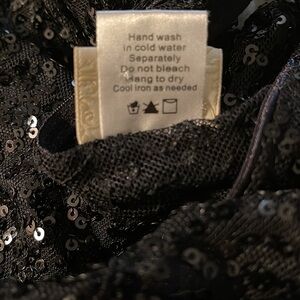 Hand wash
in cold water
Separately
Do not bleach
Hang to dry
Cool iron as needed